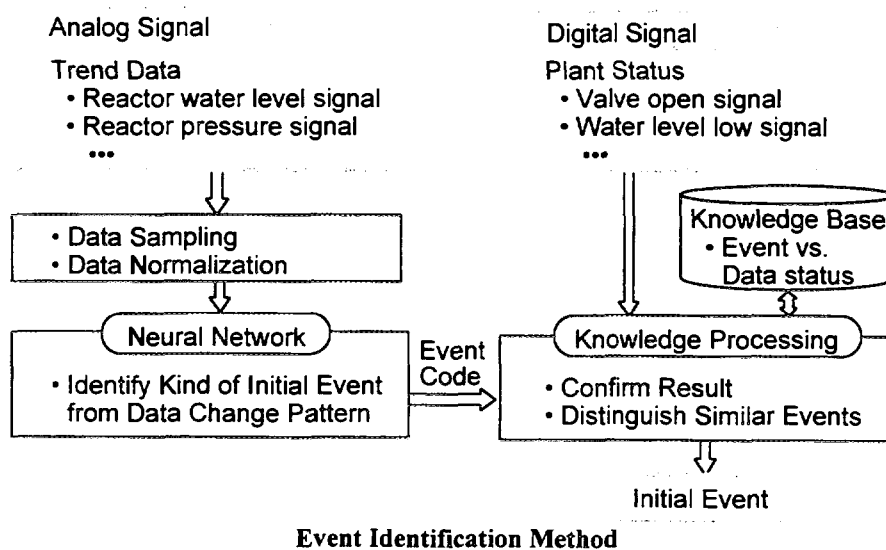 Analog Signal
Trend Data
• Reactor water level signal
• Reactor pressure signal
•••
Digital Signal
Plant Status
• Valve open signal
• Water level low signal
•••
• Data Sampling
• Data Normalization
Knowledge Base
• Event vs.
Data status
Neural Network
• Identify Kind of Initial Event
from Data Change Pattern
Event
Code
Knowledge Processing
• Confirm Result
• Distinguish Similar Events
Initial Event
Event Identification Method